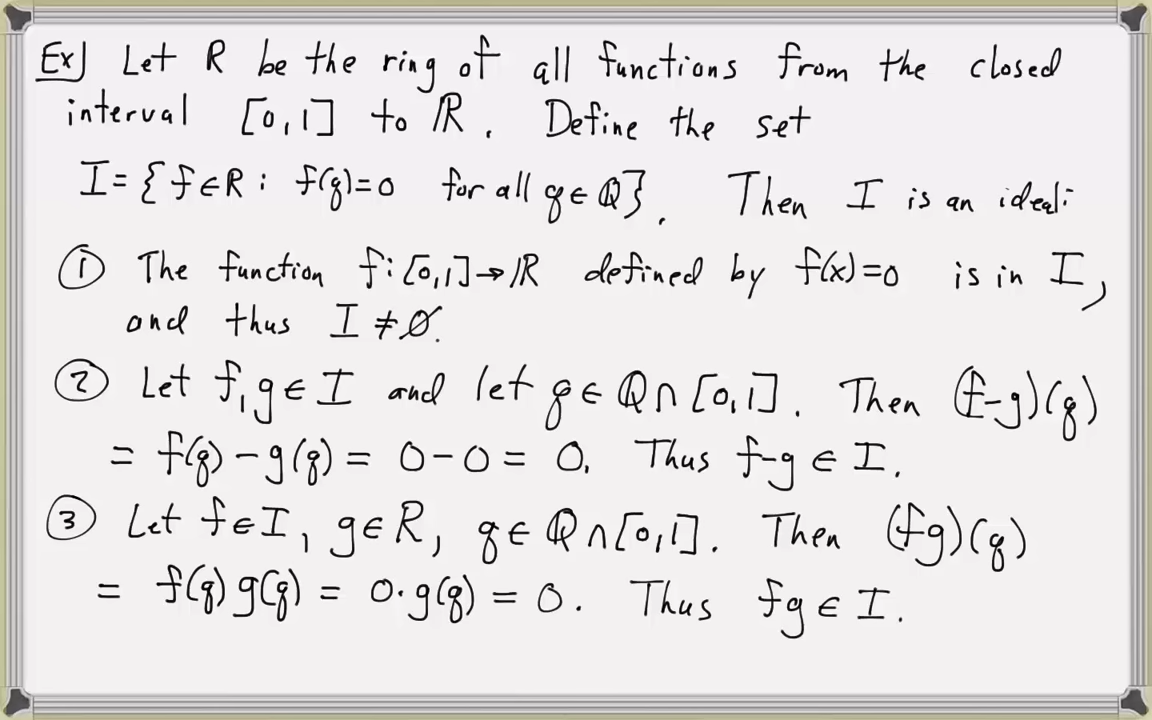 Ex) Let R be the ring of all functions from the closed
interval [0,1] to ℝ. Define the set
I = {f∈R : f(q)=0 for all q∈ℚ}. Then I is an ideal:
① The function f:[0,1]→ℝ defined by f(x)=0 is in I,
and thus I ≠ ∅.
② Let f,g ∈ I and let q ∈ ℚ∩[0,1]. Then (f-g)(q)
= f(q) - g(q) = 0-0 = 0. Thus f-g ∈ I.
③ Let f∈I, g∈R, q∈ ℚ∩[0,1]. Then (fg)(q)
= f(q)g(q) = 0·g(q) = 0. Thus fg ∈ I.